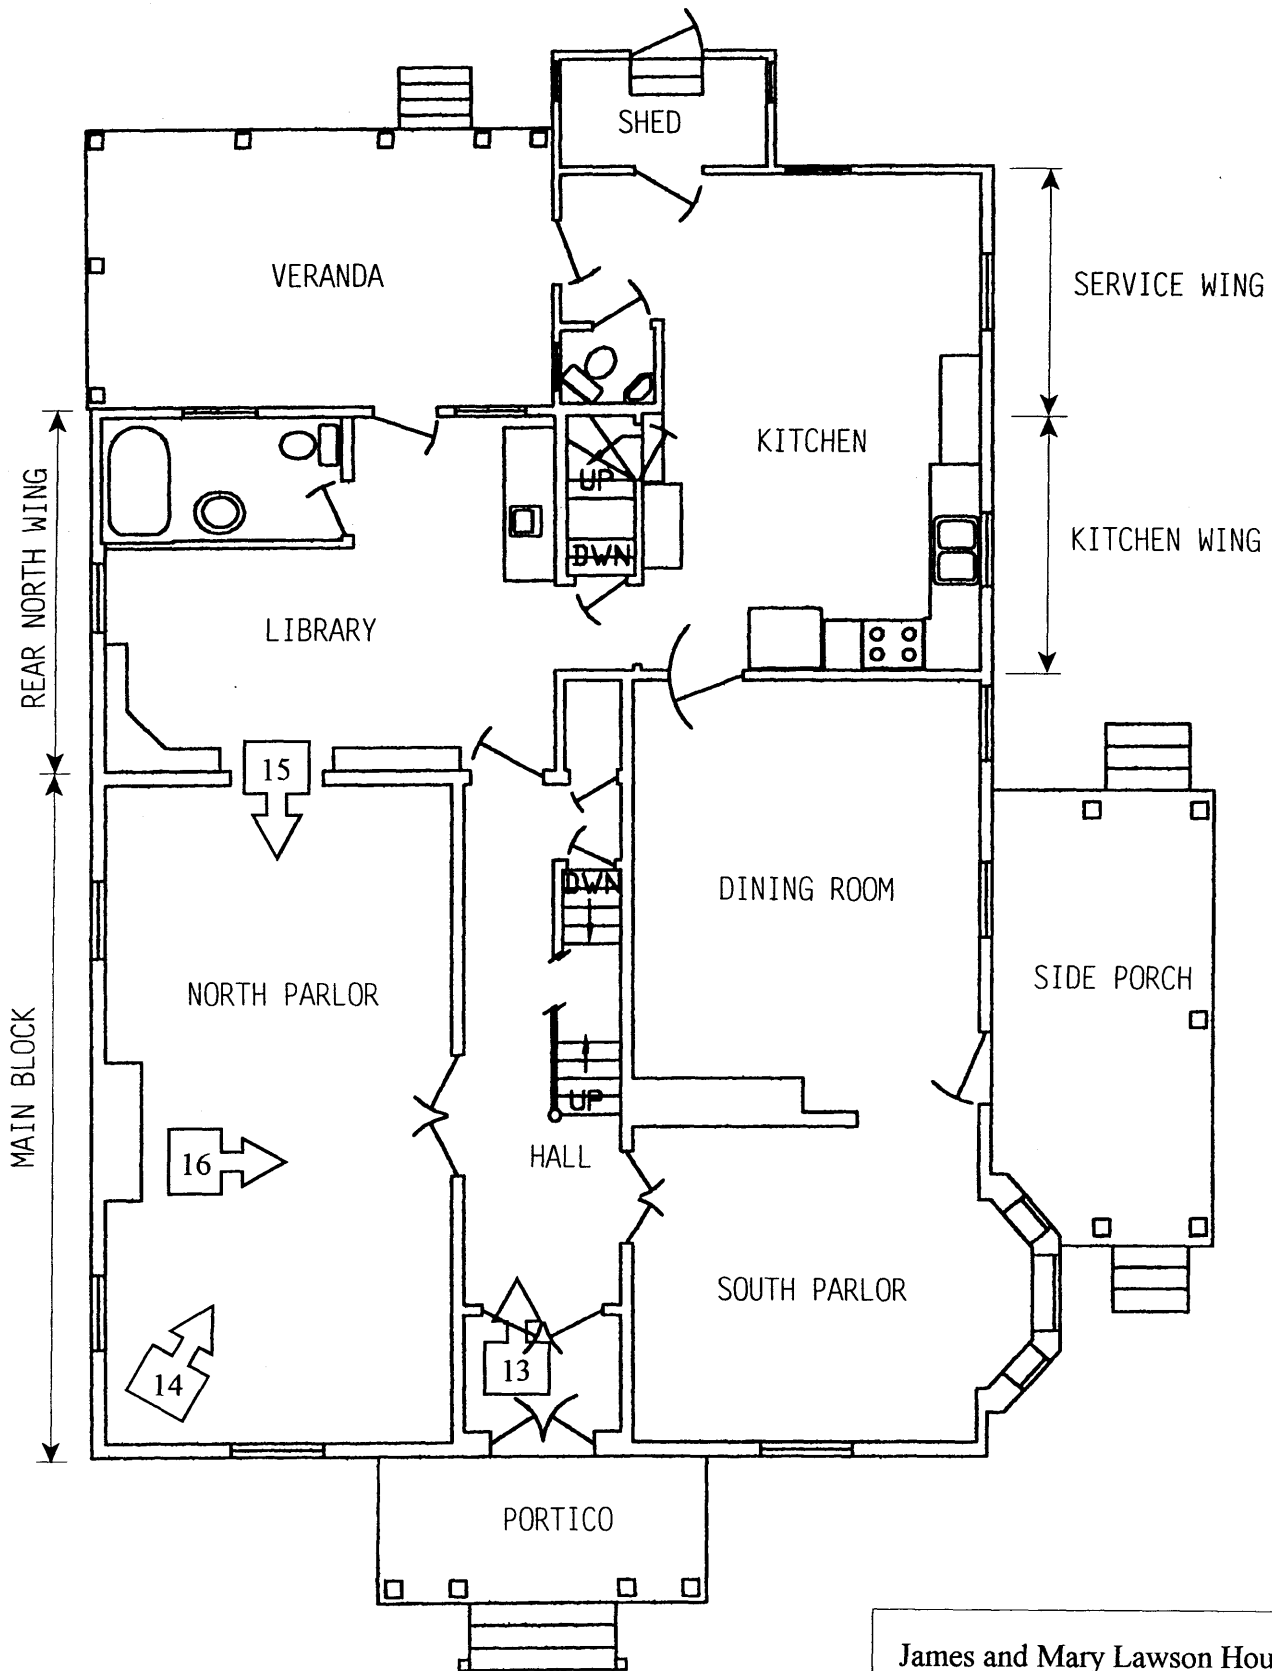 SHED
VERANDA
SERVICE WING
KITCHEN
UP
DWN
KITCHEN WING
REAR NORTH WING
LIBRARY
15
DWN
DINING ROOM
SIDE PORCH
NORTH PARLOR
MAIN BLOCK
UP
HALL
16
SOUTH PARLOR
13
14
PORTICO
James and Mary Lawson Hou